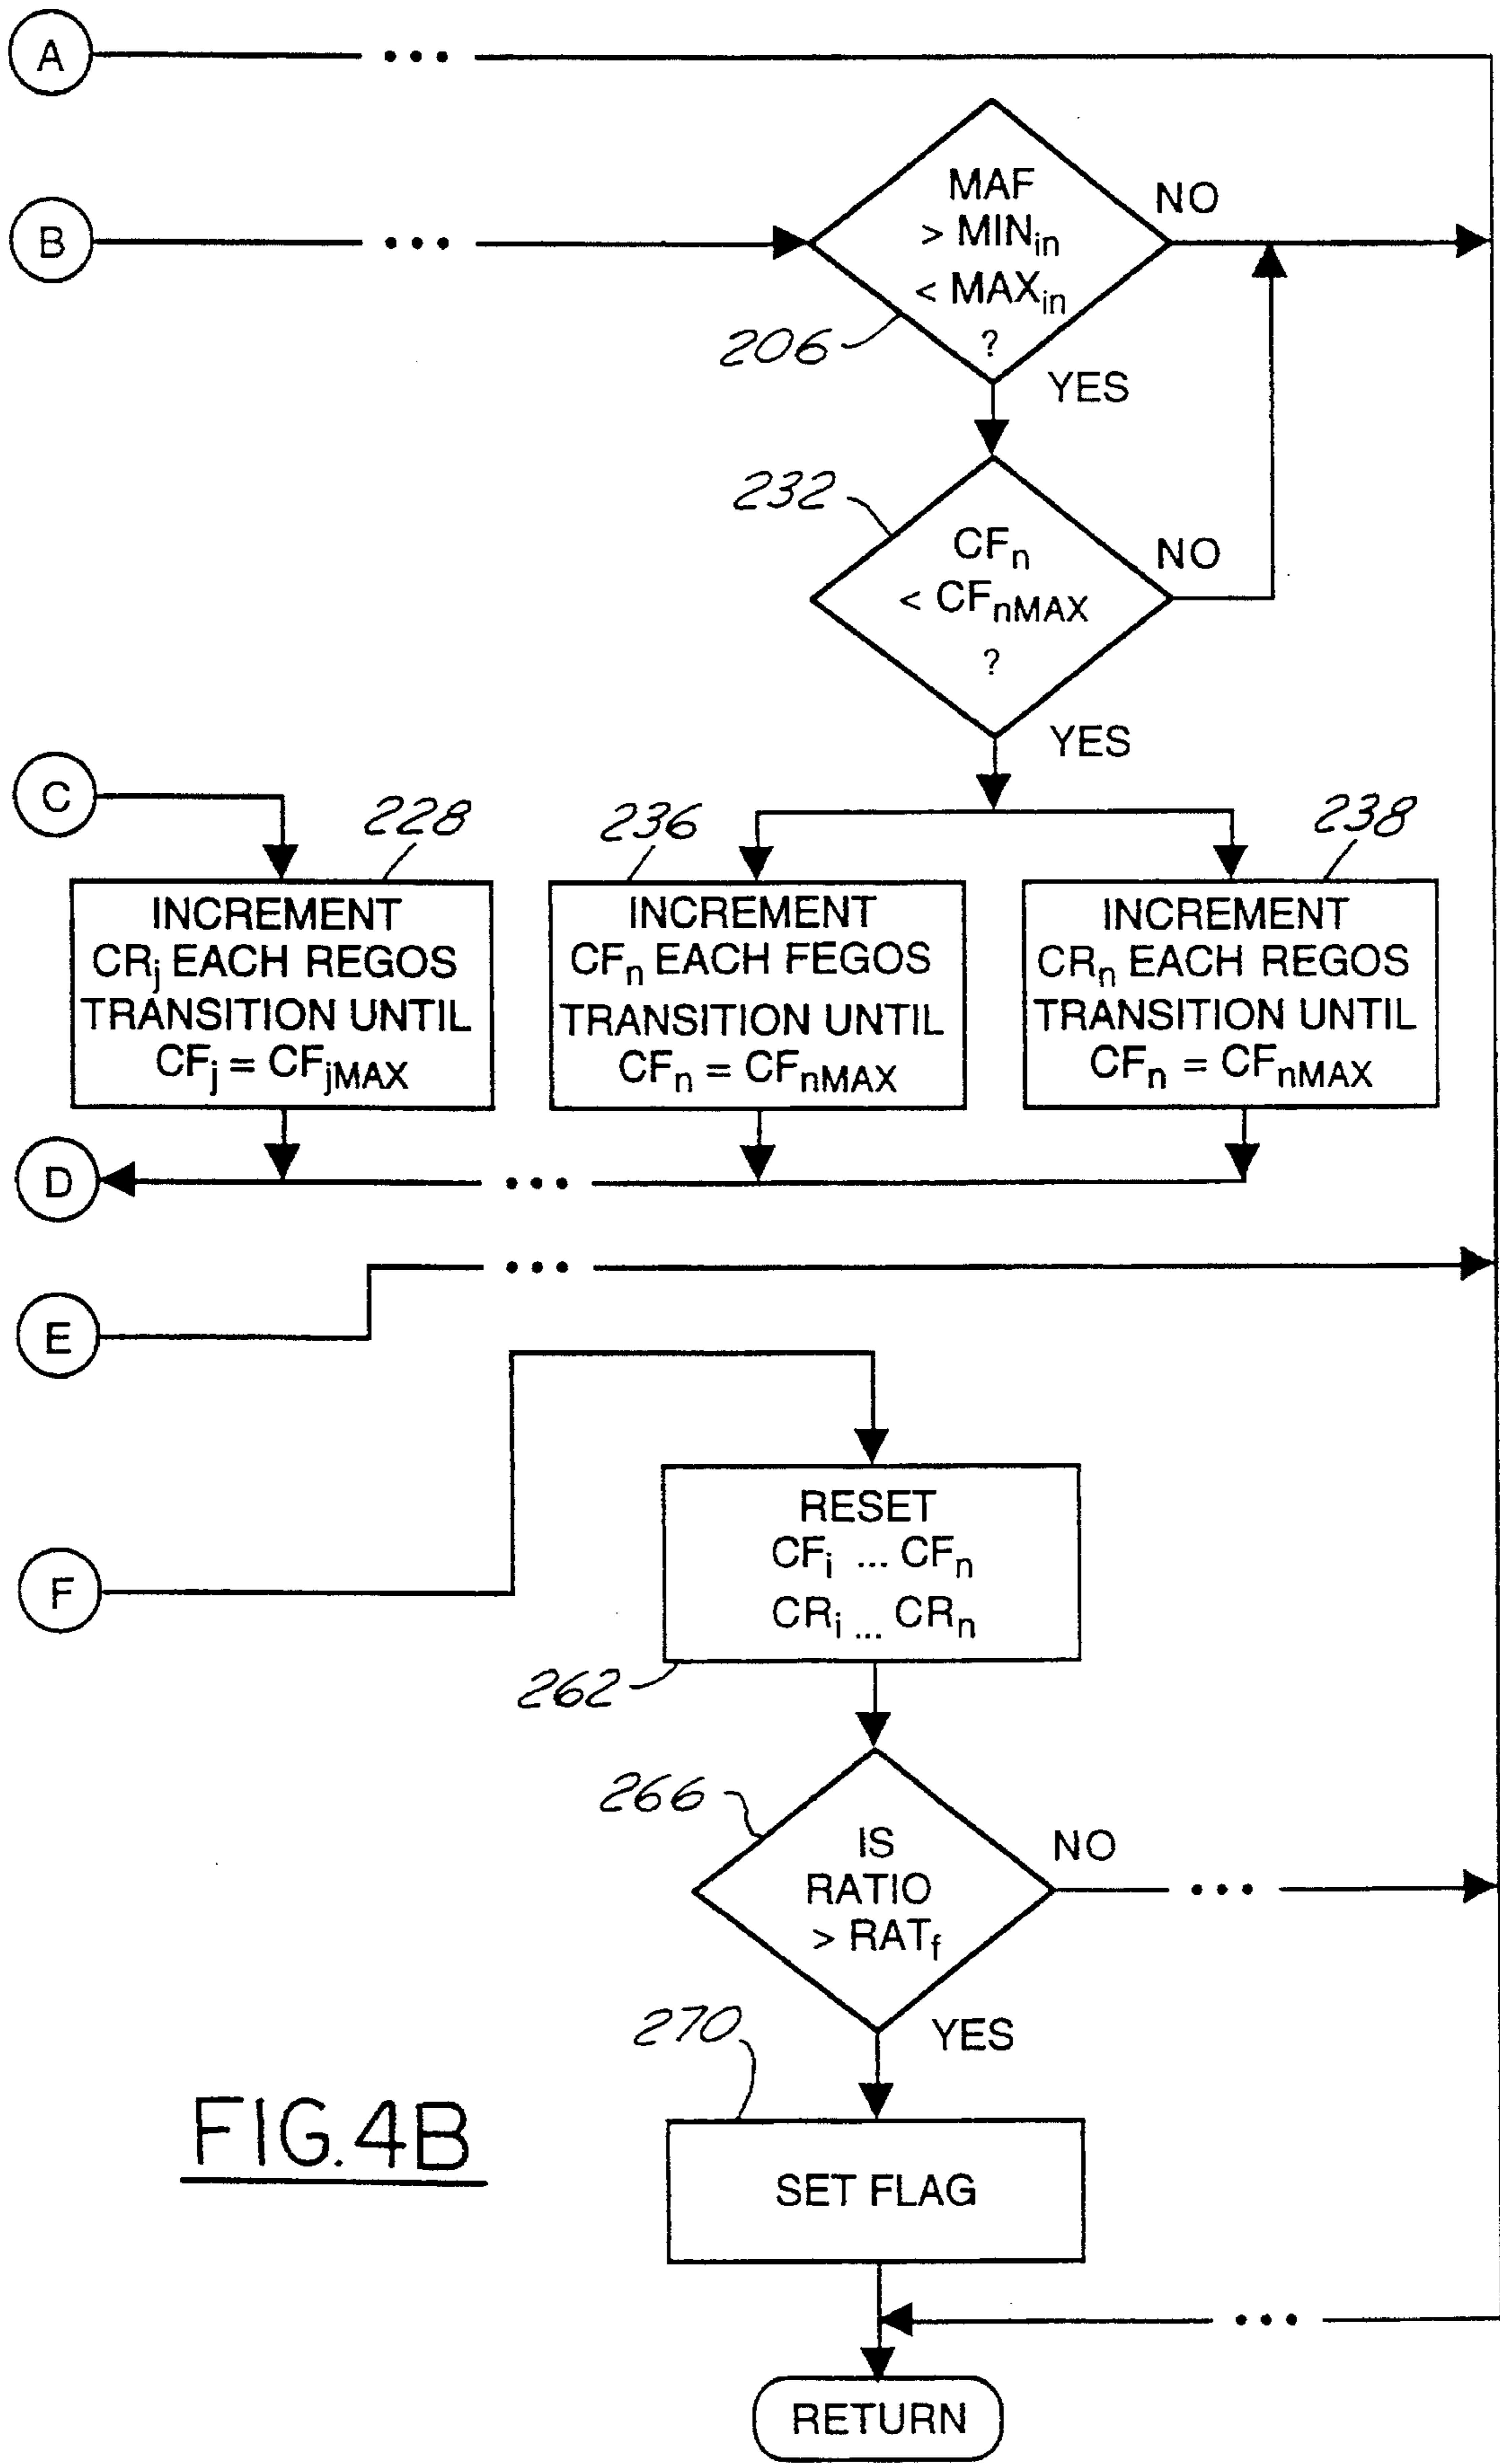 A
B
MAF
> MINin
< MAXin
?
NO
206
YES
232
CFn
< CFnMAX
?
NO
YES
C
228
236
238
INCREMENT
CRj EACH REGOS
TRANSITION UNTIL
CFj = CFjMAX
INCREMENT
CFn EACH FEGOS
TRANSITION UNTIL
CFn = CFnMAX
INCREMENT
CRn EACH REGOS
TRANSITION UNTIL
CFn = CFnMAX
D
E
F
RESET
CFi ... CFn
CRi ... CRn
262
266
IS
RATIO
> RATf
NO
270
YES
SET FLAG
FIG.4B
RETURN